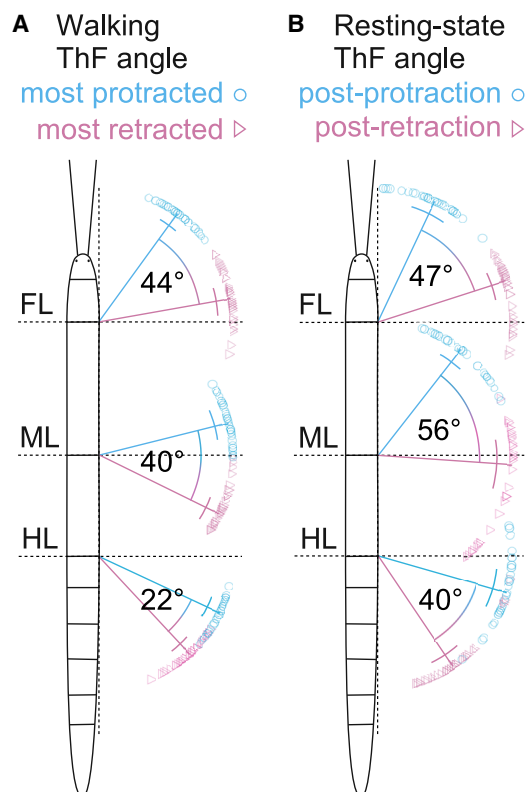 A Walking
ThF angle
most protracted
most retracted
FL
44°
ML
40°
HL
22°
B Resting-state
ThF angle
post-protraction
post-retraction
FL
47°
ML
56°
HL
40°